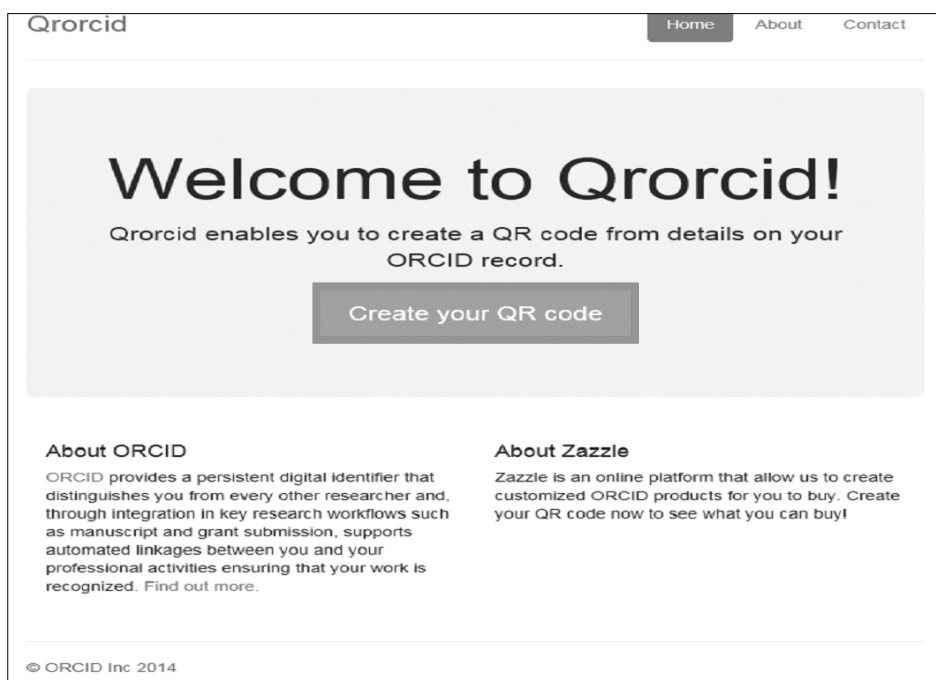 Qrorcid
Home About Contact
Welcome to Qrorcid!
Qrorcid enables you to create a QR code from details on your
ORCID record.
Create your QR code
About ORCID
ORCID provides a persistent digital identifier that
distinguishes you from every other researcher and,
through integration in key research workflows such
as manuscript and grant submission, supports
automated linkages between you and your
professional activities ensuring that your work is
recognized. Find out more.
About Zazzle
Zazzle is an online platform that allow us to create
customized ORCID products for you to buy. Create
your QR code now to see what you can buy!
© ORCID Inc 2014